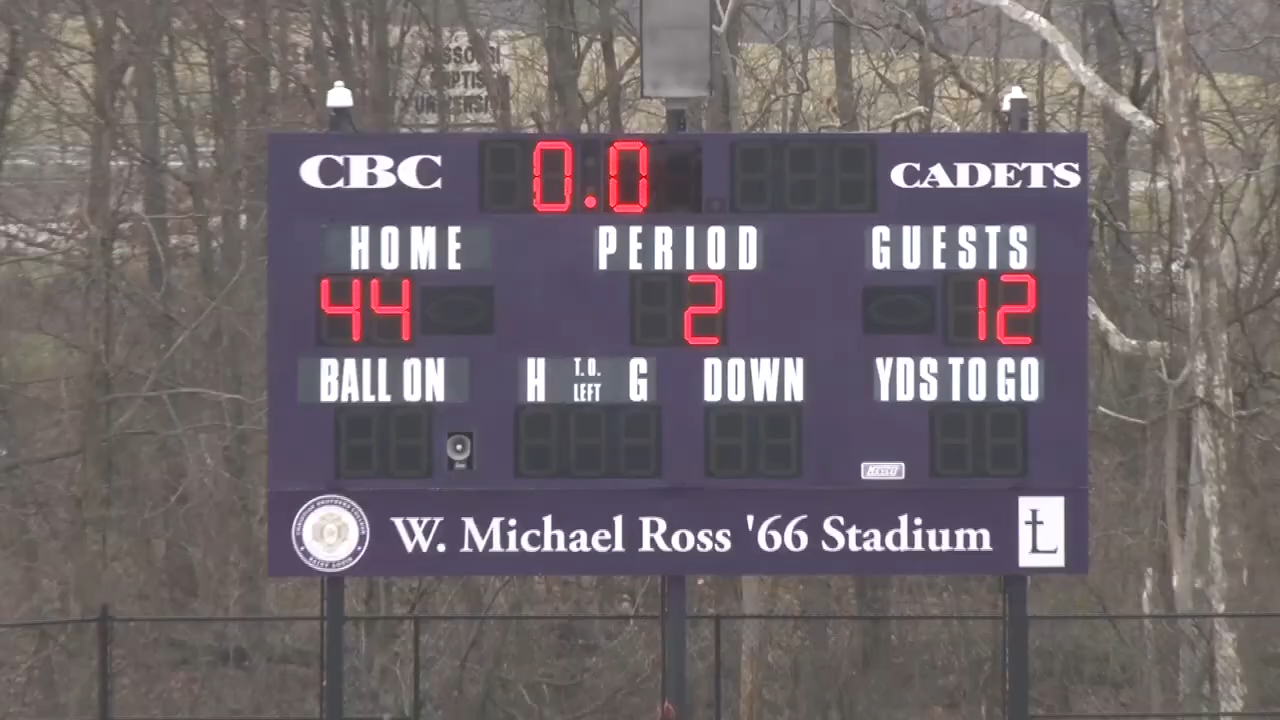 CBC 0.0 CADETS
HOME PERIOD GUESTS
44 2 12
BALL ON H T.O. LEFT G DOWN YDS TO GO
W. Michael Ross '66 Stadium